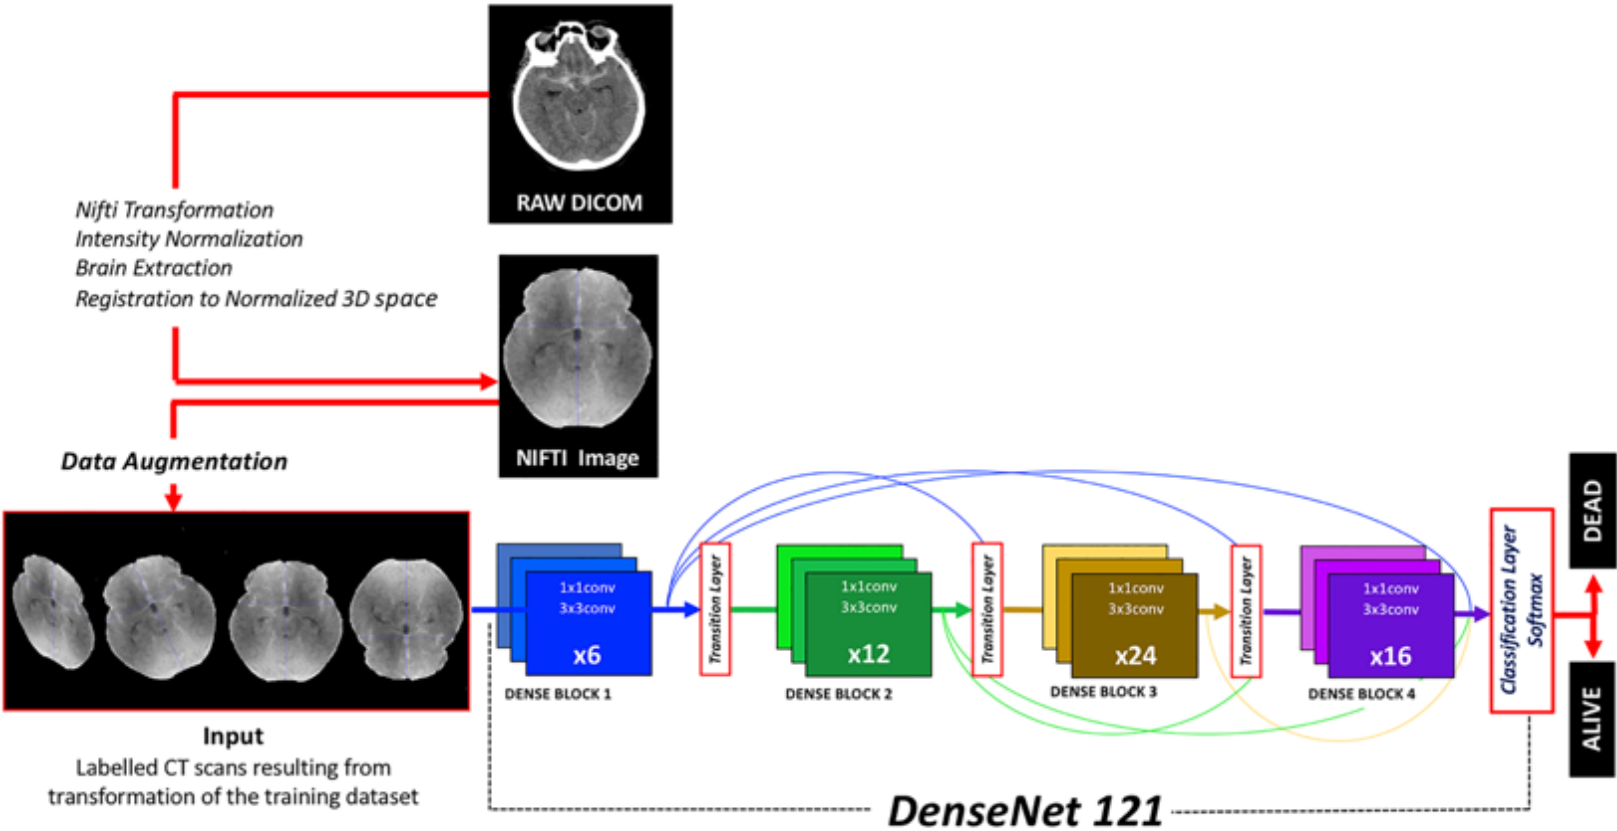 RAW DICOM
Nifti Transformation
Intensity Normalization
Brain Extraction
Registration to Normalized 3D space
NIFTI Image
Data Augmentation
Input
Labelled CT scans resulting from
transformation of the training dataset
1x1conv
3x3conv
x6
DENSE BLOCK 1
Transition Layer
1x1conv
3x3conv
x12
DENSE BLOCK 2
Transition Layer
1x1conv
3x3conv
x24
DENSE BLOCK 3
Transition Layer
1x1conv
3x3conv
x16
DENSE BLOCK 4
Classification Layer
Softmax
DEAD
ALIVE
DenseNet 121